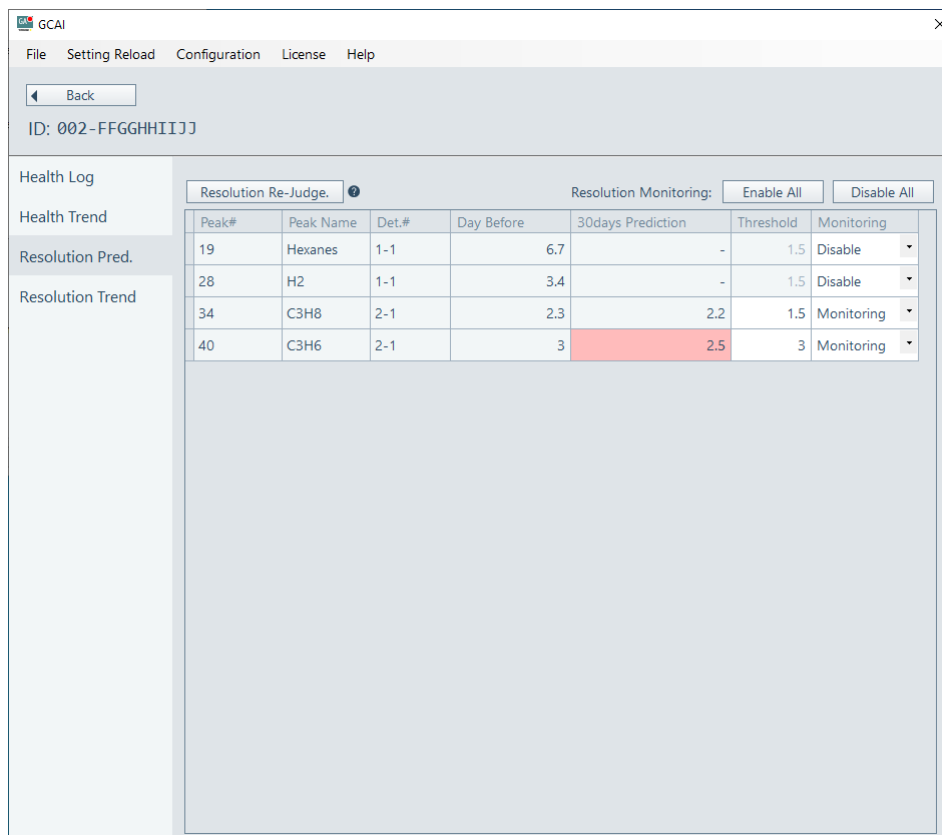 GCAI
File Setting Reload Configuration License Help
Back
ID: 002-FFGGHHIIJJ
Health Log
Health Trend
Resolution Pred.
Resolution Trend
Resolution Re-Judge. ? Resolution Monitoring: Enable All Disable All
Peak# Peak Name Det.# Day Before 30days Prediction Threshold Monitoring
19 Hexanes 1-1 6.7 - 1.5 Disable
28 H2 1-1 3.4 - 1.5 Disable
34 C3H8 2-1 2.3 2.2 1.5 Monitoring
40 C3H6 2-1 3 2.5 3 Monitoring